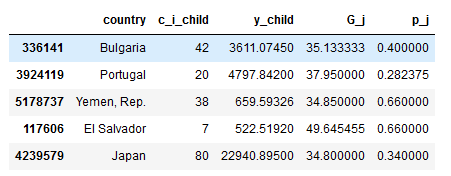 country c_i_child y_child G_j p_j
336141 Bulgaria 42 3611.07450 35.133333 0.400000
3924119 Portugal 20 4797.84200 37.950000 0.282375
5178737 Yemen, Rep. 38 659.59326 34.850000 0.660000
117606 El Salvador 7 522.51920 49.645455 0.660000
4239579 Japan 80 22940.89500 34.800000 0.340000